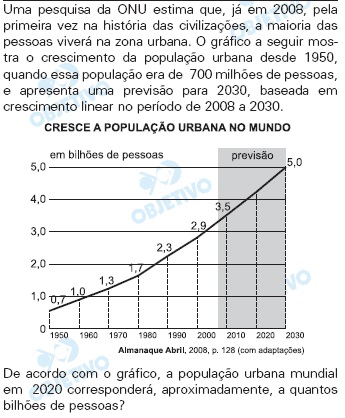 Uma pesquisa da ONU estima que, já em 2008, pela
primeira vez na história das civilizações, a maioria das
pessoas viverá na zona urbana. O gráfico a seguir mos-
tra o crescimento da população urbana desde 1950,
quando essa população era de 700 milhões de pessoas,
e apresenta uma previsão para 2030, baseada em
crescimento linear no período de 2008 a 2030.
CRESCE A POPULAÇÃO URBANA NO MUNDO
em bilhões de pessoas previsão
5,0 5,0
4,0
3,5
3,0 2,9
2,3
2,0 1,7
1,3
1,0 1,0
0,7
0
1950 1960 1970 1980 1987 1990 2000 2010 2020 2030
Almanaque Abril, 2008, p. 128 (com adaptações)
De acordo com o gráfico, a população urbana mundial
em 2020 corresponderá, aproximadamente, a quantos
bilhões de pessoas?
OBJETIVO
OBJETIVO
OBJETIVO